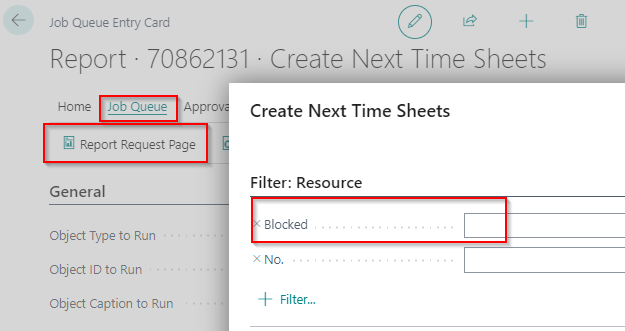 Job Queue Entry Card
Report · 70862131 · Create Next Time Sheets
Home Job Queue Approva
Report Request Page
General
Object Type to Run
Object ID to Run
Object Caption to Run
Create Next Time Sheets
Filter: Resource
× Blocked
× No.
+ Filter...